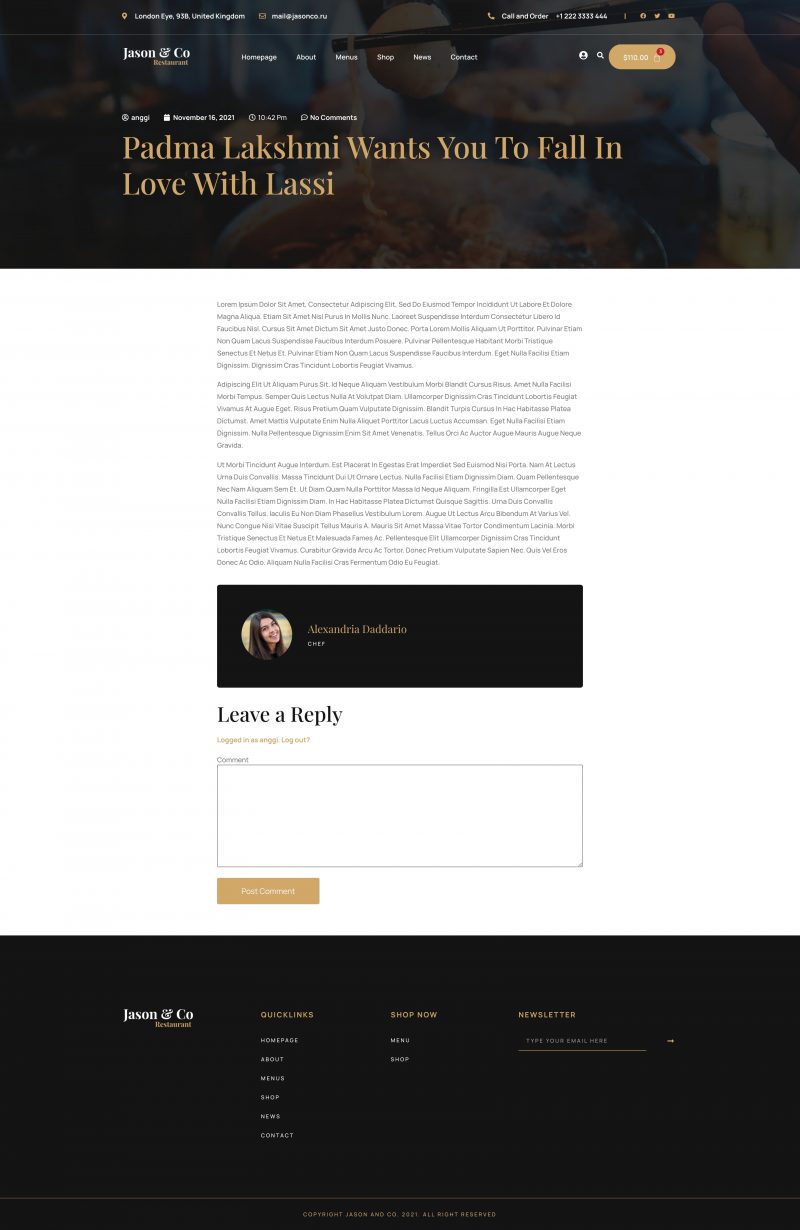 London Eye, 93B, United Kingdom mail@jasonco.ru Call and Order +1 222 3333 444 |
Jason & Co
Restaurant
Homepage About Menus Shop News Contact $110.00 3
anggi November 16, 2021 10:42 Pm No Comments
Padma Lakshmi Wants You To Fall In
Love With Lassi
Lorem Ipsum Dolor Sit Amet, Consectetur Adipiscing Elit, Sed Do Eiusmod Tempor Incididunt Ut Labore Et Dolore
Magna Aliqua. Etiam Sit Amet Nisl Purus In Mollis Nunc. Laoreet Suspendisse Interdum Consectetur Libero Id
Faucibus Nisl. Cursus Sit Amet Dictum Sit Amet Justo Donec. Porta Lorem Mollis Aliquam Ut Porttitor. Pulvinar Etiam
Non Quam Lacus Suspendisse Faucibus Interdum Posuere. Pulvinar Pellentesque Habitant Morbi Tristique
Senectus Et Netus Et. Pulvinar Etiam Non Quam Lacus Suspendisse Faucibus Interdum. Eget Nulla Facilisi Etiam
Dignissim. Dignissim Cras Tincidunt Lobortis Feugiat Vivamus.
Adipiscing Elit Ut Aliquam Purus Sit. Id Neque Aliquam Vestibulum Morbi Blandit Cursus Risus. Amet Nulla Facilisi
Morbi Tempus. Semper Quis Lectus Nulla At Volutpat Diam. Ullamcorper Dignissim Cras Tincidunt Lobortis Feugiat
Vivamus At Augue Eget. Risus Pretium Quam Vulputate Dignissim. Blandit Turpis Cursus In Hac Habitasse Platea
Dictumst. Amet Mattis Vulputate Enim Nulla Aliquet Porttitor Lacus Luctus Accumsan. Eget Nulla Facilisi Etiam
Dignissim. Nulla Pellentesque Dignissim Enim Sit Amet Venenatis. Tellus Orci Ac Auctor Augue Mauris Augue Neque
Gravida.
Ut Morbi Tincidunt Augue Interdum. Est Placerat In Egestas Erat Imperdiet Sed Euismod Nisi Porta. Nam At Lectus
Urna Duis Convallis. Massa Tincidunt Dui Ut Ornare Lectus. Nulla Facilisi Etiam Dignissim Diam. Quam Pellentesque
Nec Nam Aliquam Sem Et. Ut Diam Quam Nulla Porttitor Massa Id Neque Aliquam. Fringilla Est Ullamcorper Eget
Nulla Facilisi Etiam Dignissim Diam. In Hac Habitasse Platea Dictumst Quisque Sagittis. Urna Duis Convallis
Convallis Tellus. Iaculis Eu Non Diam Phasellus Vestibulum Lorem. Augue Ut Lectus Arcu Bibendum At Varius Vel.
Nunc Congue Nisi Vitae Suscipit Tellus Mauris A. Mauris Sit Amet Massa Vitae Tortor Condimentum Lacinia. Morbi
Tristique Senectus Et Netus Et Malesuada Fames Ac. Pellentesque Elit Ullamcorper Dignissim Cras Tincidunt
Lobortis Feugiat Vivamus. Curabitur Gravida Arcu Ac Tortor. Donec Pretium Vulputate Sapien Nec. Quis Vel Eros
Donec Ac Odio. Aliquam Nulla Facilisi Cras Fermentum Odio Eu Feugiat.
Alexandria Daddario
CHEF
Leave a Reply
Logged in as anggi. Log out?
Comment
Post Comment
Jason & Co
Restaurant
QUICKLINKS
HOMEPAGE
ABOUT
MENUS
SHOP
NEWS
CONTACT
SHOP NOW
MENU
SHOP
NEWSLETTER
TYPE YOUR EMAIL HERE
COPYRIGHT JASON AND CO. 2021. ALL RIGHT RESERVED